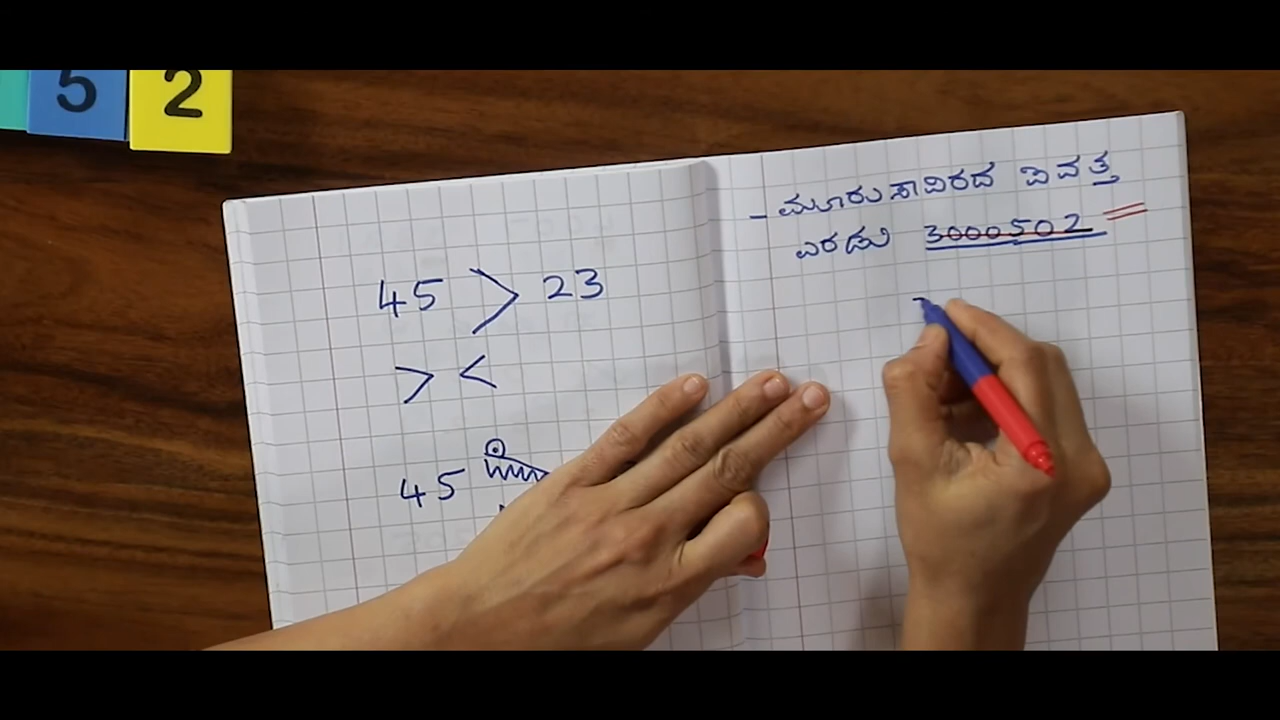 5 2
45 > 23
> <
45
- ಮೂರು ಸಾವಿರದ ಐವತ್ತ
ಎರಡು 3000502